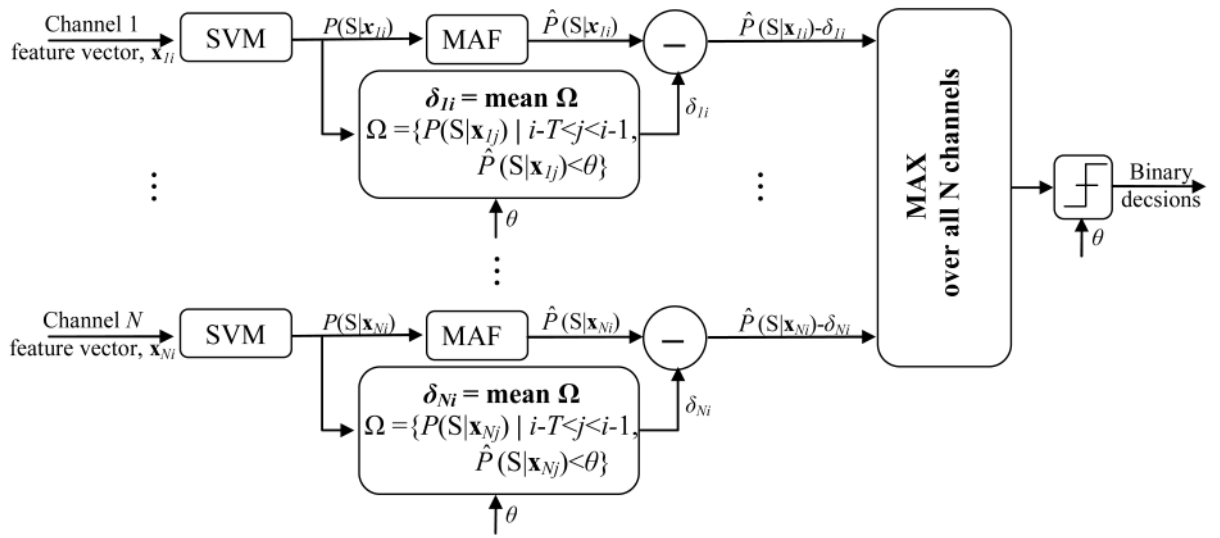 Channel 1
feature vector, x1i
SVM
P(S|x1i)
MAF
P̂(S|x1i)
−
P̂(S|x1i)-δ1i
δ1i = mean Ω
Ω ={P(S|x1j) | i-T<j<i-1,
P̂(S|x1j)<θ}
δ1i
θ
⋮
⋮
⋮
MAX
over all N channels
Binary
decsions
θ
Channel N
feature vector, xNi
SVM
P(S|xNi)
MAF
P̂(S|xNi)
−
P̂(S|xNi)-δNi
δNi = mean Ω
Ω ={P(S|xNj) | i-T<j<i-1,
P̂(S|xNj)<θ}
δNi
θ